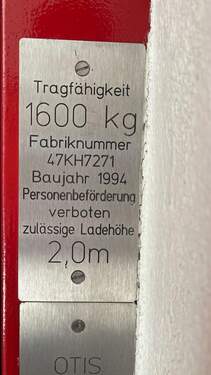 Tragfähigkeit
1600 kg
Fabriknummer
47KH7271
Baujahr 1994
Personenbeförderung
verboten
zulässige Ladehöhe
2,0m
OTIS